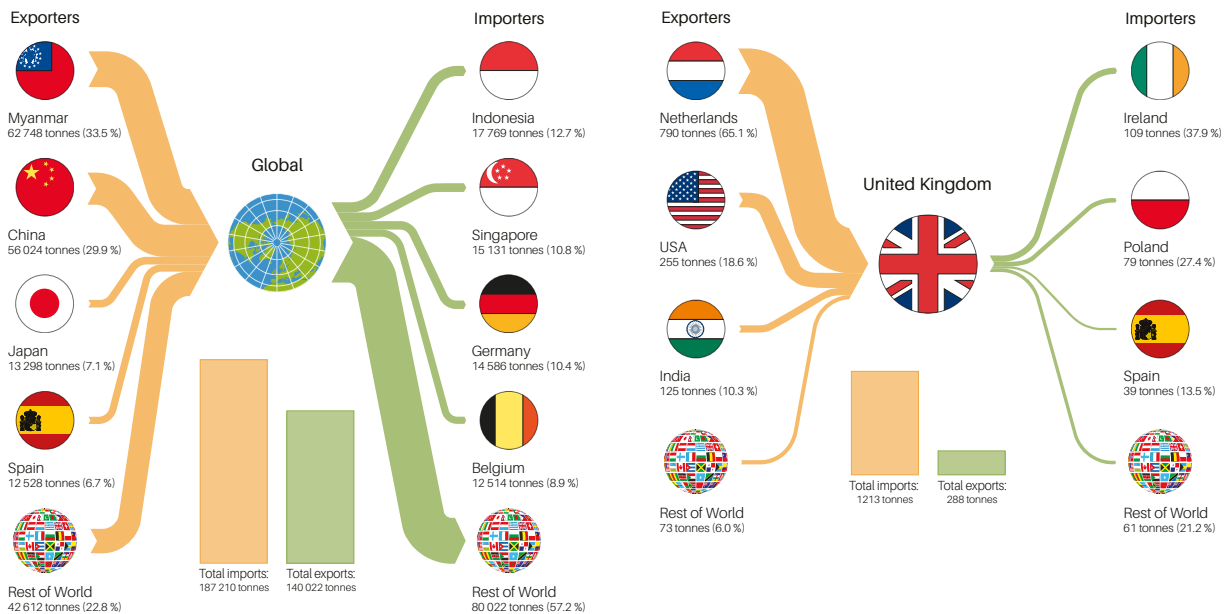 Exporters
Importers
Myanmar
62 748 tonnes (33.5 %)
China
56 024 tonnes (29.9 %)
Japan
13 298 tonnes (7.1 %)
Spain
12 528 tonnes (6.7 %)
Rest of World
42 612 tonnes (22.8 %)
Global
Total imports:
187 210 tonnes
Total exports:
140 022 tonnes
Indonesia
17 769 tonnes (12.7 %)
Singapore
15 131 tonnes (10.8 %)
Germany
14 586 tonnes (10.4 %)
Belgium
12 514 tonnes (8.9 %)
Rest of World
80 022 tonnes (57.2 %)
Exporters
Importers
Netherlands
790 tonnes (65.1 %)
USA
255 tonnes (18.6 %)
India
125 tonnes (10.3 %)
Rest of World
73 tonnes (6.0 %)
United Kingdom
Total imports:
1213 tonnes
Total exports:
288 tonnes
Ireland
109 tonnes (37.9 %)
Poland
79 tonnes (27.4 %)
Spain
39 tonnes (13.5 %)
Rest of World
61 tonnes (21.2 %)